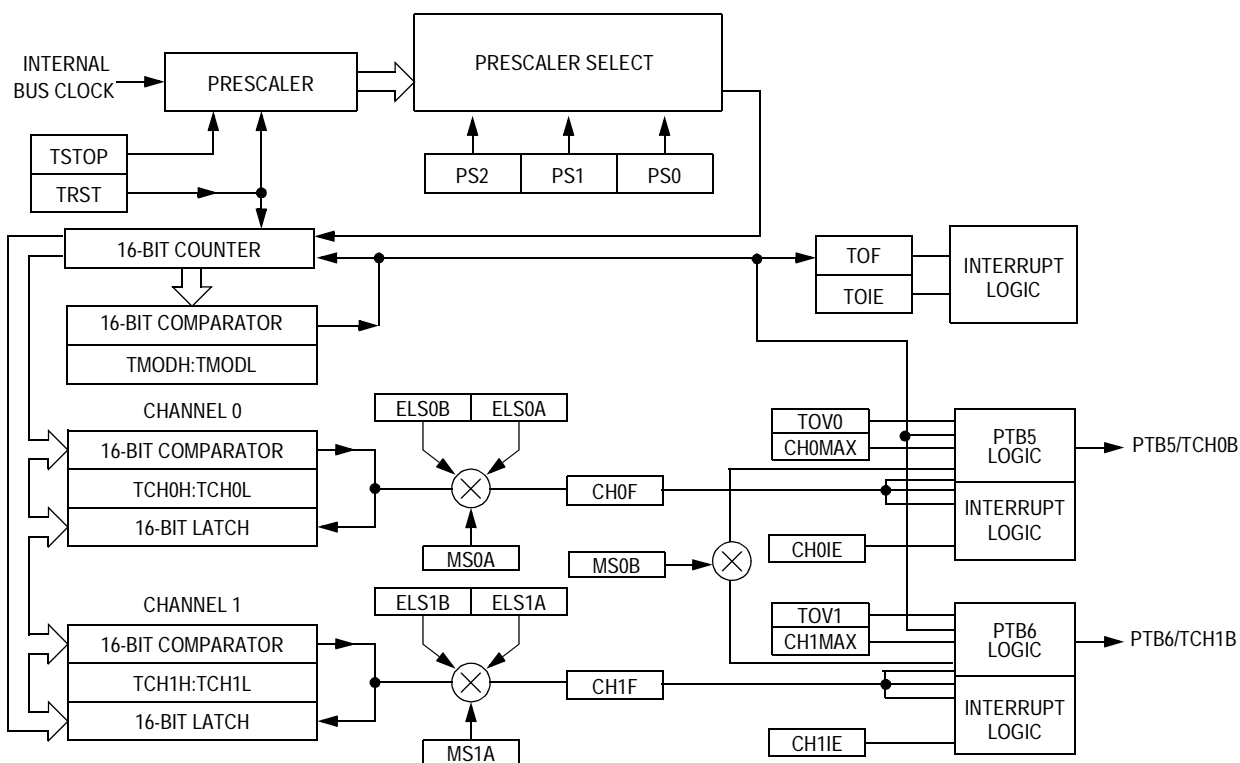 INTERNAL
BUS CLOCK
PRESCALER
PRESCALER SELECT
TSTOP
TRST
PS2
PS1
PS0
16-BIT COUNTER
TOF
TOIE
INTERRUPT
LOGIC
16-BIT COMPARATOR
TMODH:TMODL
CHANNEL 0
ELS0B
ELS0A
16-BIT COMPARATOR
TCH0H:TCH0L
16-BIT LATCH
MS0A
CH0F
TOV0
CH0MAX
PTB5
LOGIC
PTB5/TCH0B
INTERRUPT
LOGIC
CH0IE
MS0B
CHANNEL 1
ELS1B
ELS1A
16-BIT COMPARATOR
TCH1H:TCH1L
16-BIT LATCH
MS1A
CH1F
TOV1
CH1MAX
PTB6
LOGIC
PTB6/TCH1B
INTERRUPT
LOGIC
CH1IE